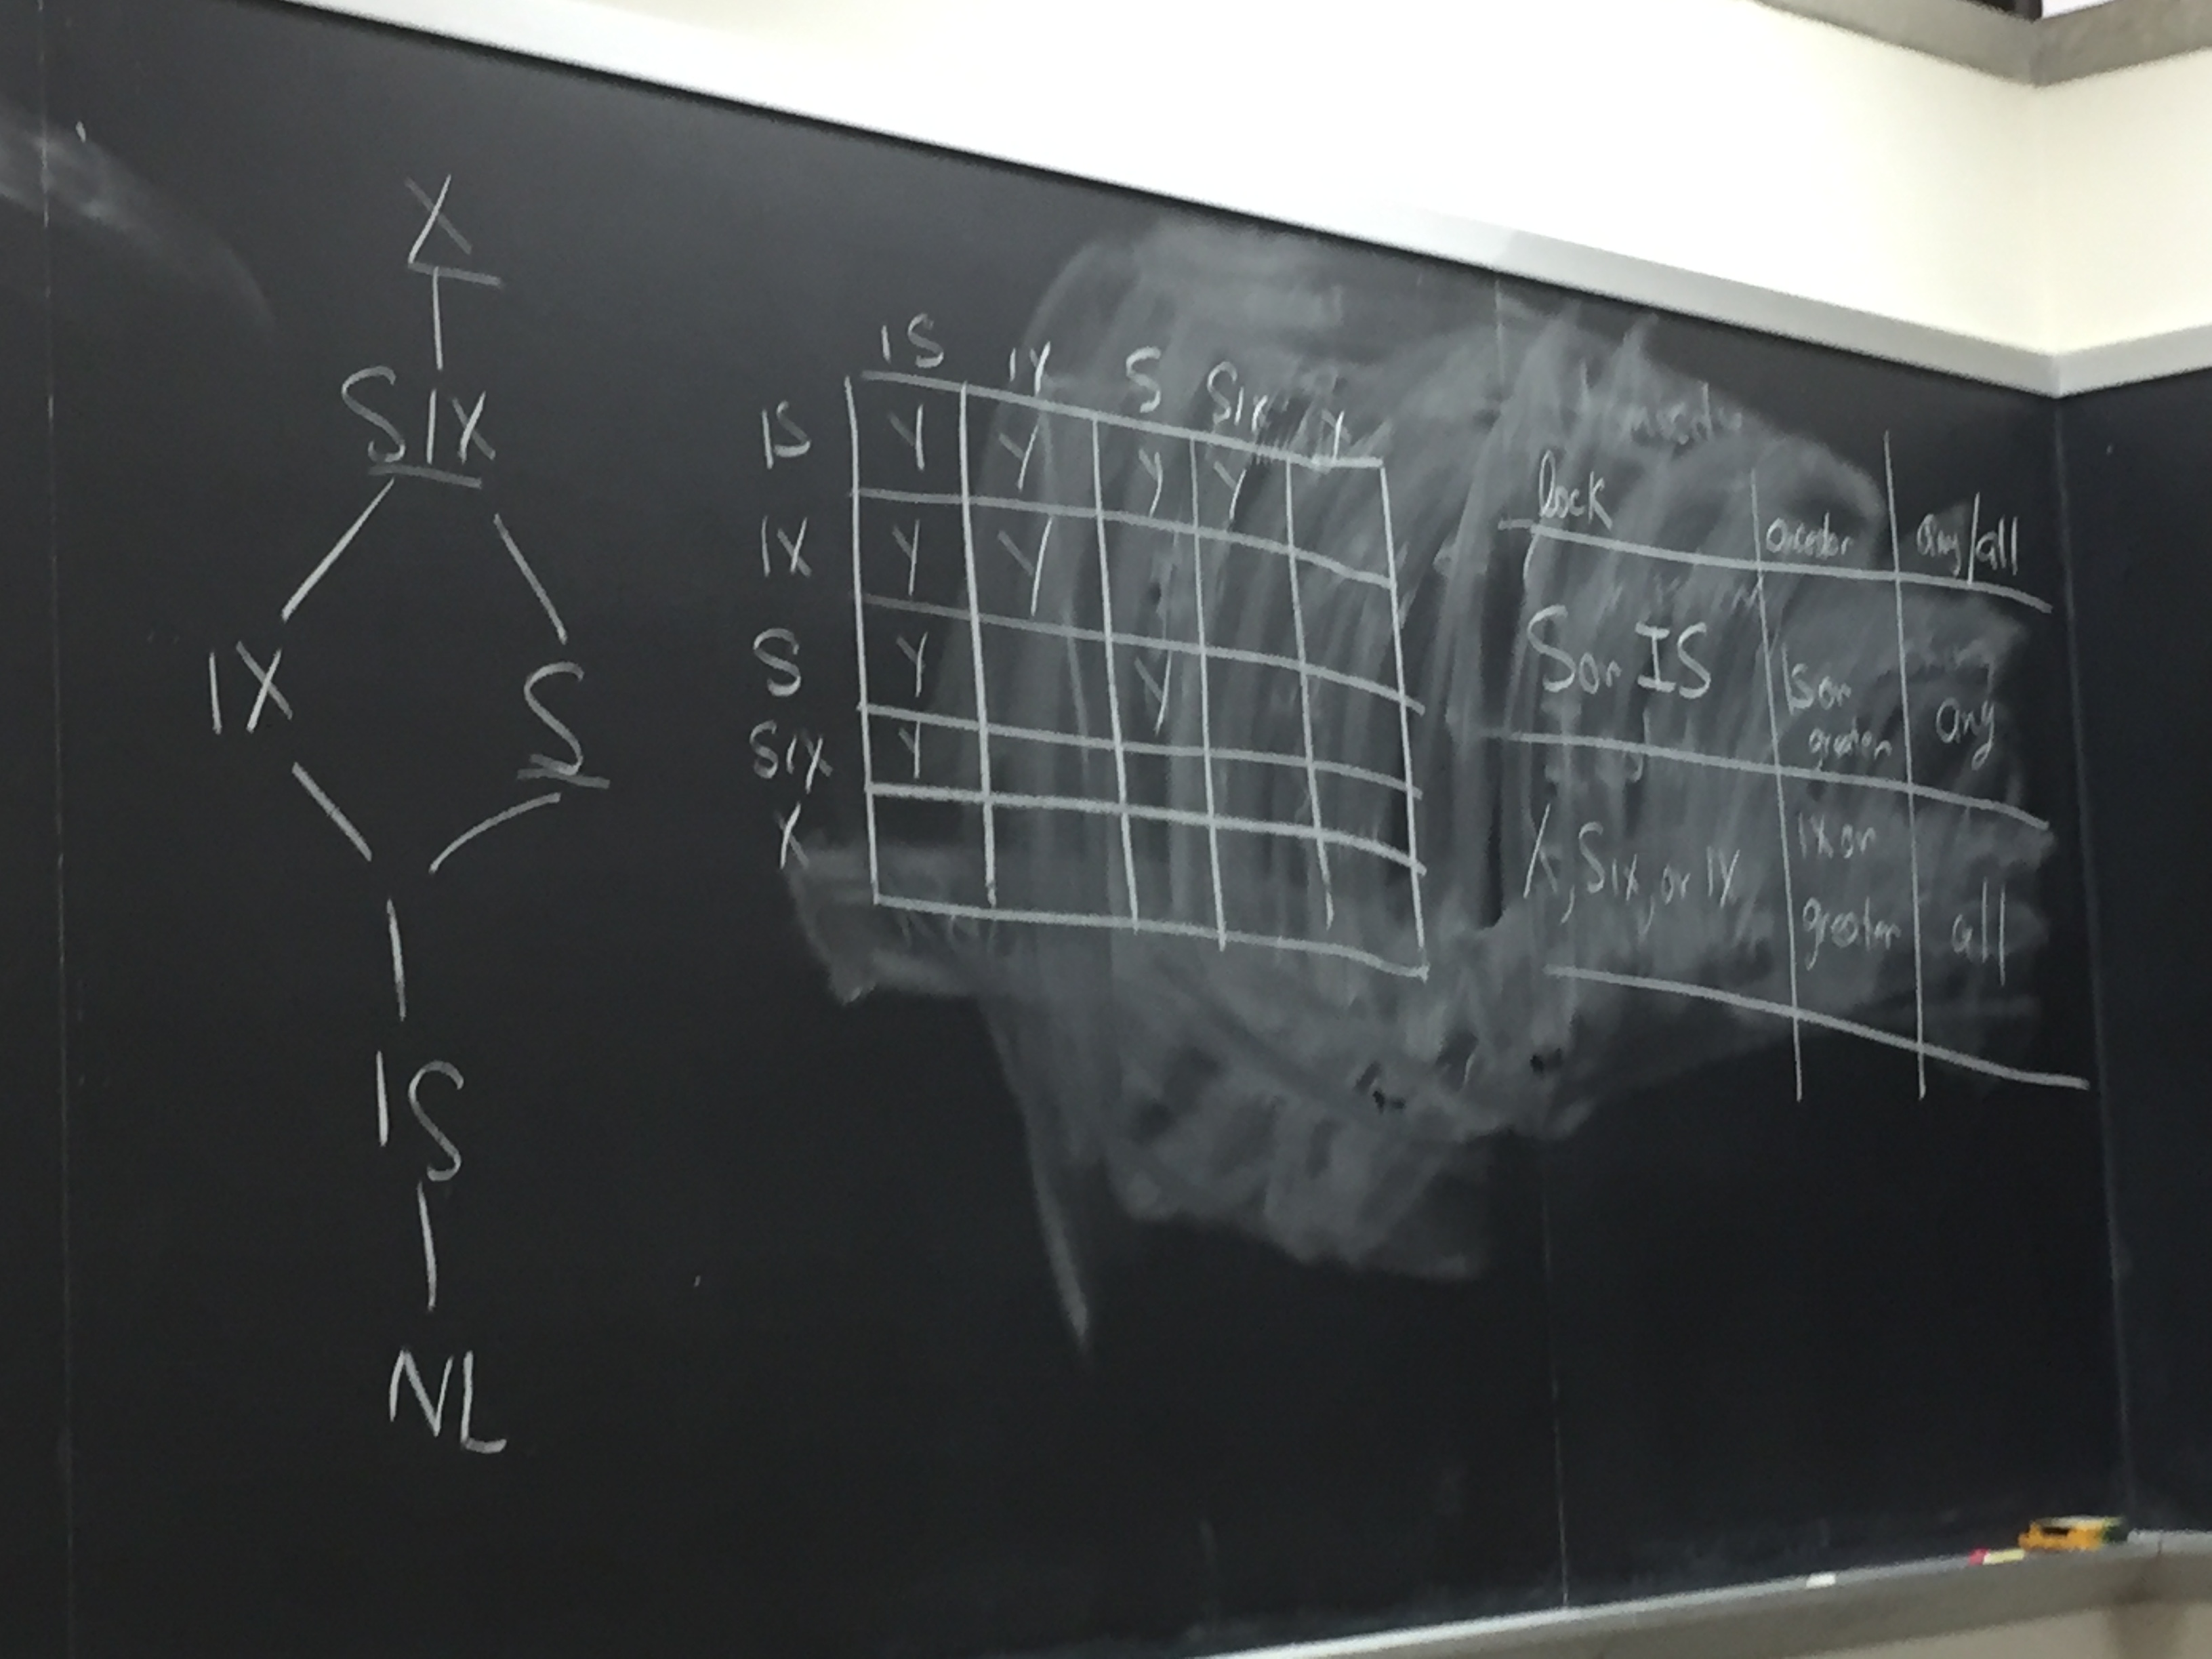 X
SIX
IX S
IS
NL
IS IX S SIX X
IS Y Y Y Y
IX Y Y
S Y Y
SIX Y
X
lock ancestor any/all
S or IS IS or greater any
X, SIX, or IX IX or greater all